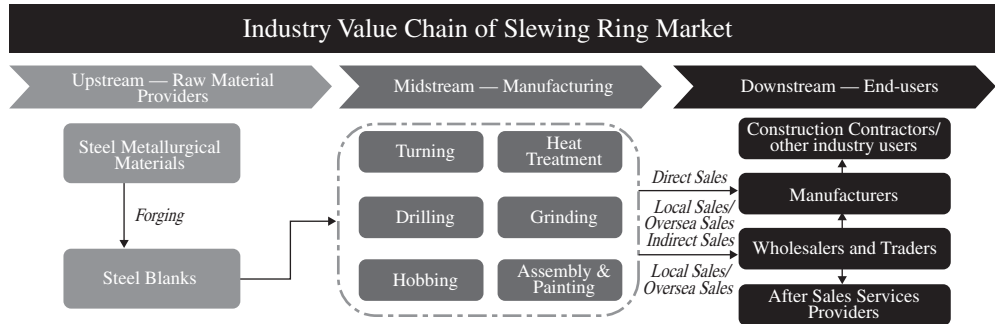 Industry Value Chain of Slewing Ring Market
Upstream — Raw Material
Providers
Midstream — Manufacturing
Downstream — End-users
Steel Metallurgical
Materials
Forging
Steel Blanks
Turning
Heat
Treatment
Drilling
Grinding
Hobbing
Assembly &
Painting
Direct Sales
Local Sales/
Oversea Sales
Indirect Sales
Local Sales/
Oversea Sales
Construction Contractors/
other industry users
Manufacturers
Wholesalers and Traders
After Sales Services
Providers